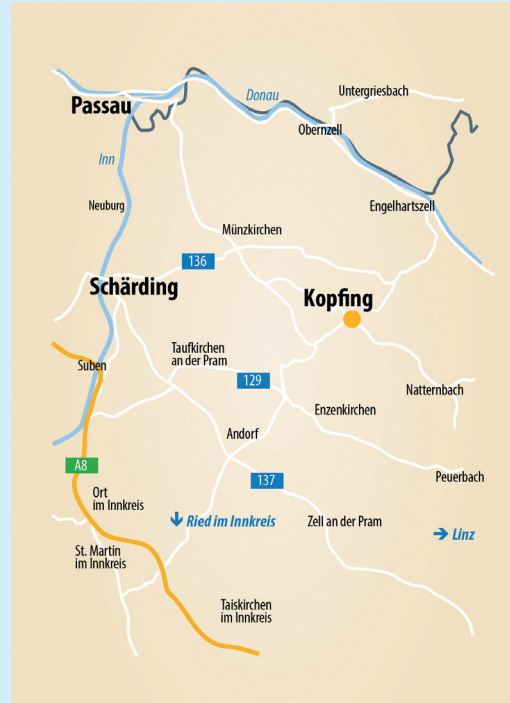 Donau
Untergriesbach
Passau
Obernzell
Inn
Neuburg
Engelhartszell
Münzkirchen
136
Schärding
Kopfing
Taufkirchen
an der Pram
Suben
129
Natternbach
Enzenkirchen
Andorf
A8
Peuerbach
137
Ort
im Innkreis
Ried im Innkreis
Zell an der Pram
Linz
St. Martin
im Innkreis
Taiskirchen
im Innkreis